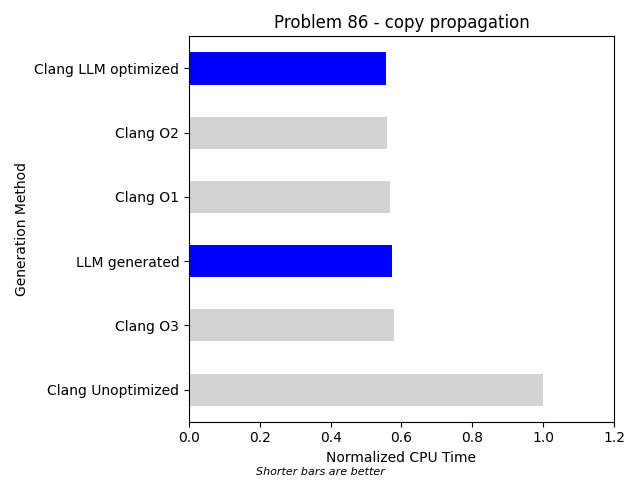 Problem 86 - copy propagation
Generation Method
Clang LLM optimized
Clang O2
Clang O1
LLM generated
Clang O3
Clang Unoptimized
0.0 0.2 0.4 0.6 0.8 1.0 1.2
Normalized CPU Time
Shorter bars are better